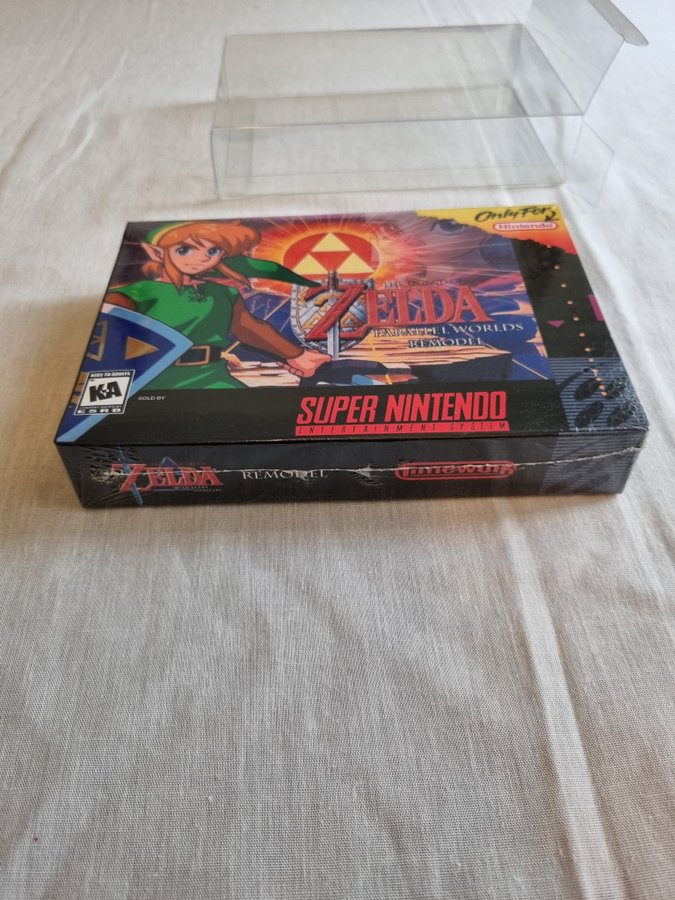 Only For
Nintendo
THE LEGEND OF
ZELDA
PARALLEL WORLDS
REMODEL
KIDS TO ADULTS
K-A
ESRB
SOLD BY
SUPER NINTENDO
ENTERTAINMENT SYSTEM
ZELDA
REMODEL